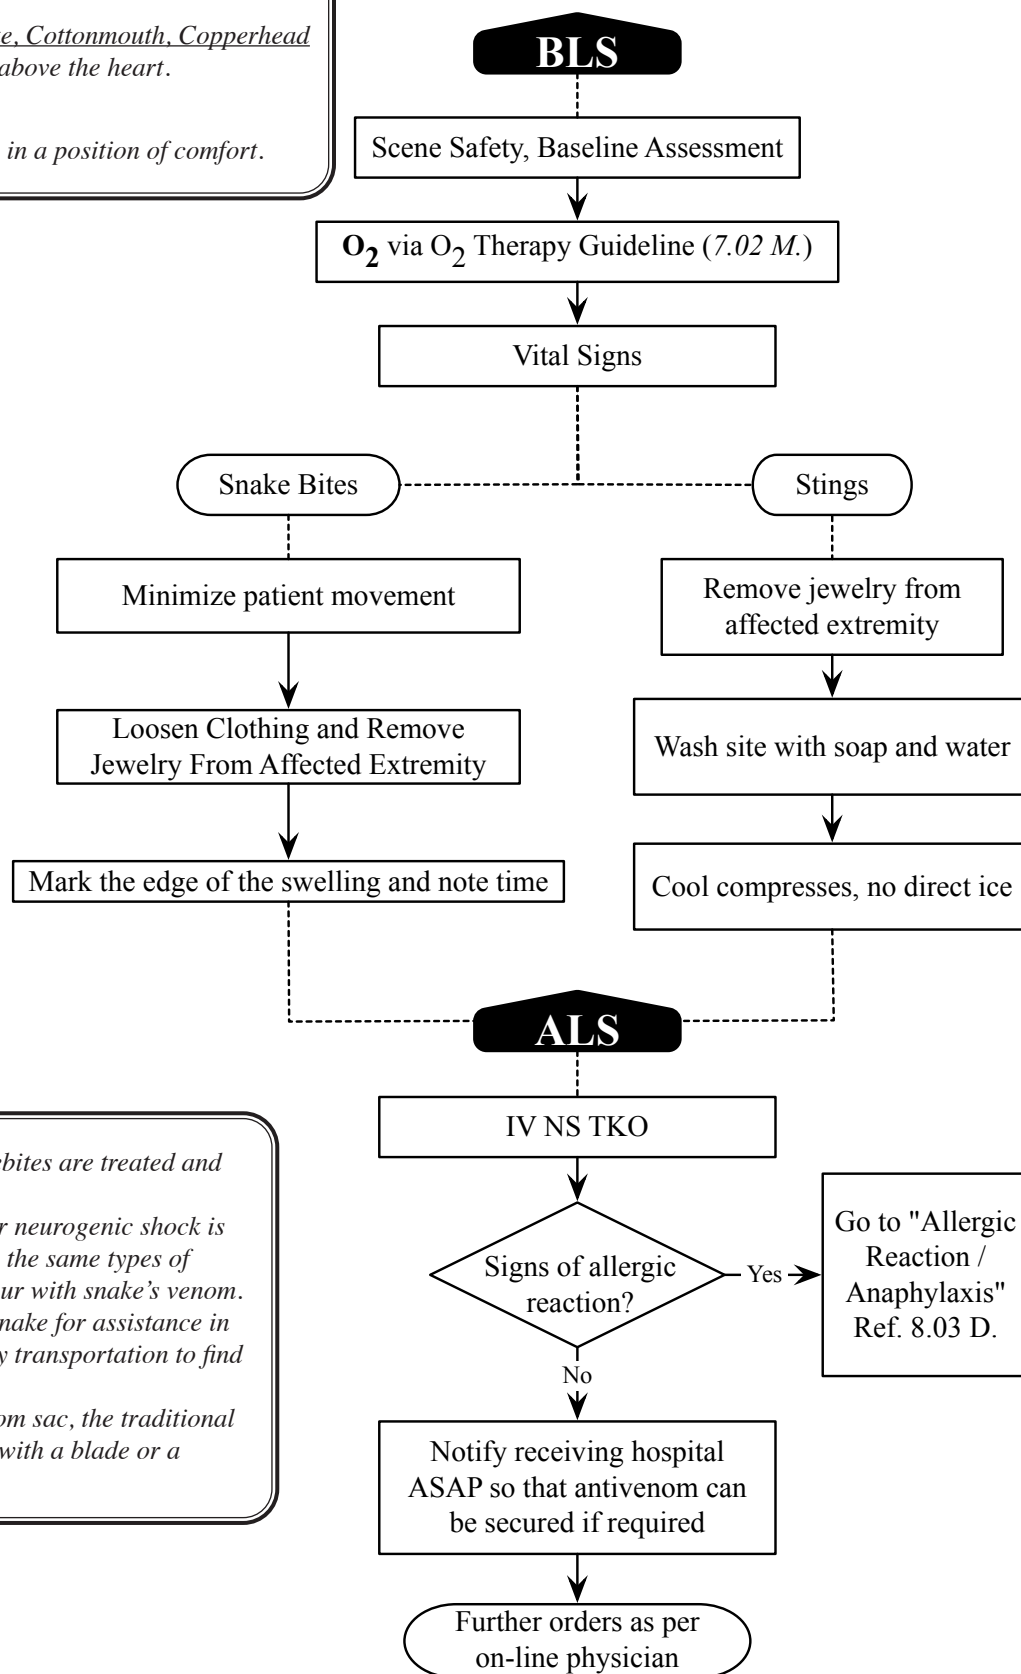 e, Cottonmouth, Copperhead
above the heart.
in a position of comfort.
BLS
Scene Safety, Baseline Assessment
O2 via O2 Therapy Guideline (7.02 M.)
Vital Signs
Snake Bites
Stings
Minimize patient movement
Remove jewelry from
affected extremity
Loosen Clothing and Remove
Jewelry From Affected Extremity
Wash site with soap and water
Mark the edge of the swelling and note time
Cool compresses, no direct ice
ALS
IV NS TKO
ebites are treated and
r neurogenic shock is
the same types of
ur with snake's venom.
nake for assistance in
y transportation to find
om sac, the traditional
with a blade or a
Signs of allergic
reaction?
Yes
Go to "Allergic
Reaction /
Anaphylaxis"
Ref. 8.03 D.
No
Notify receiving hospital
ASAP so that antivenom can
be secured if required
Further orders as per
on-line physician